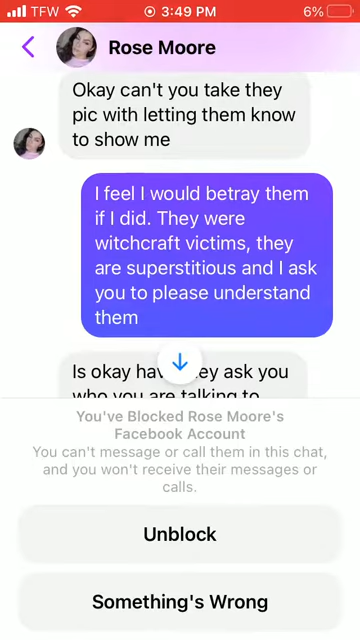 TFW 3:49 PM 6%
Rose Moore
Okay can't you take they
pic with letting them know
to show me
I feel I would betray them
if I did. They were
witchcraft victims, they
are superstitious and I ask
you to please understand
them
Is okay ey ask you
who you are talking to
You've Blocked Rose Moore's
Facebook Account
You can't message or call them in this chat,
and you won't receive their messages or
calls.
Unblock
Something's Wrong